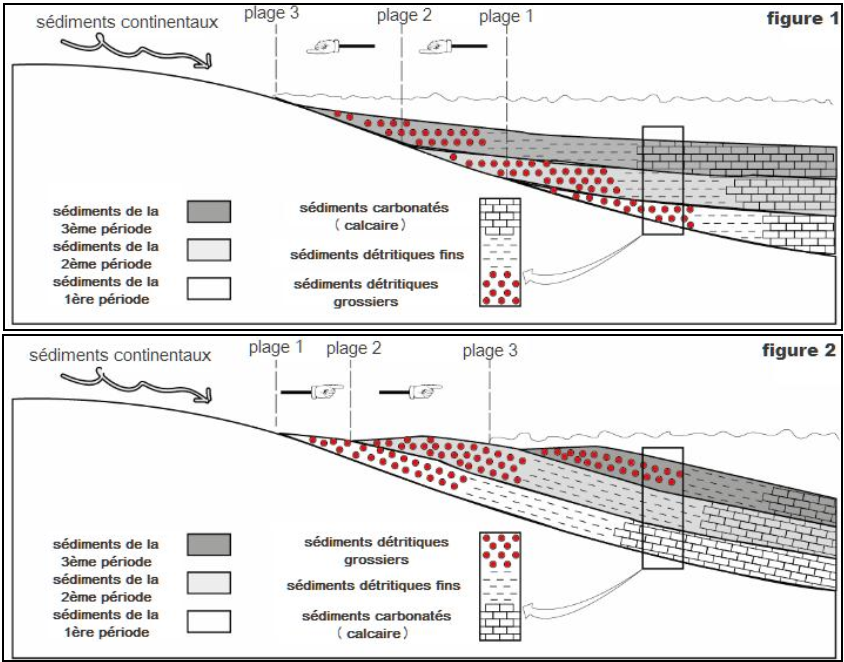 plage 3 plage 2 plage 1 figure 1
sédiments continentaux
sédiments de la
3ème période
sédiments de la
2ème période
sédiments de la
1ère période
sédiments carbonatés
( calcaire )
sédiments détritiques fins
sédiments détritiques
grossiers
plage 1 plage 2 plage 3 figure 2
sédiments continentaux
sédiments de la
3ème période
sédiments de la
2ème période
sédiments de la
1ère période
sédiments détritiques
grossiers
sédiments détritiques fins
sédiments carbonatés
(calcaire)